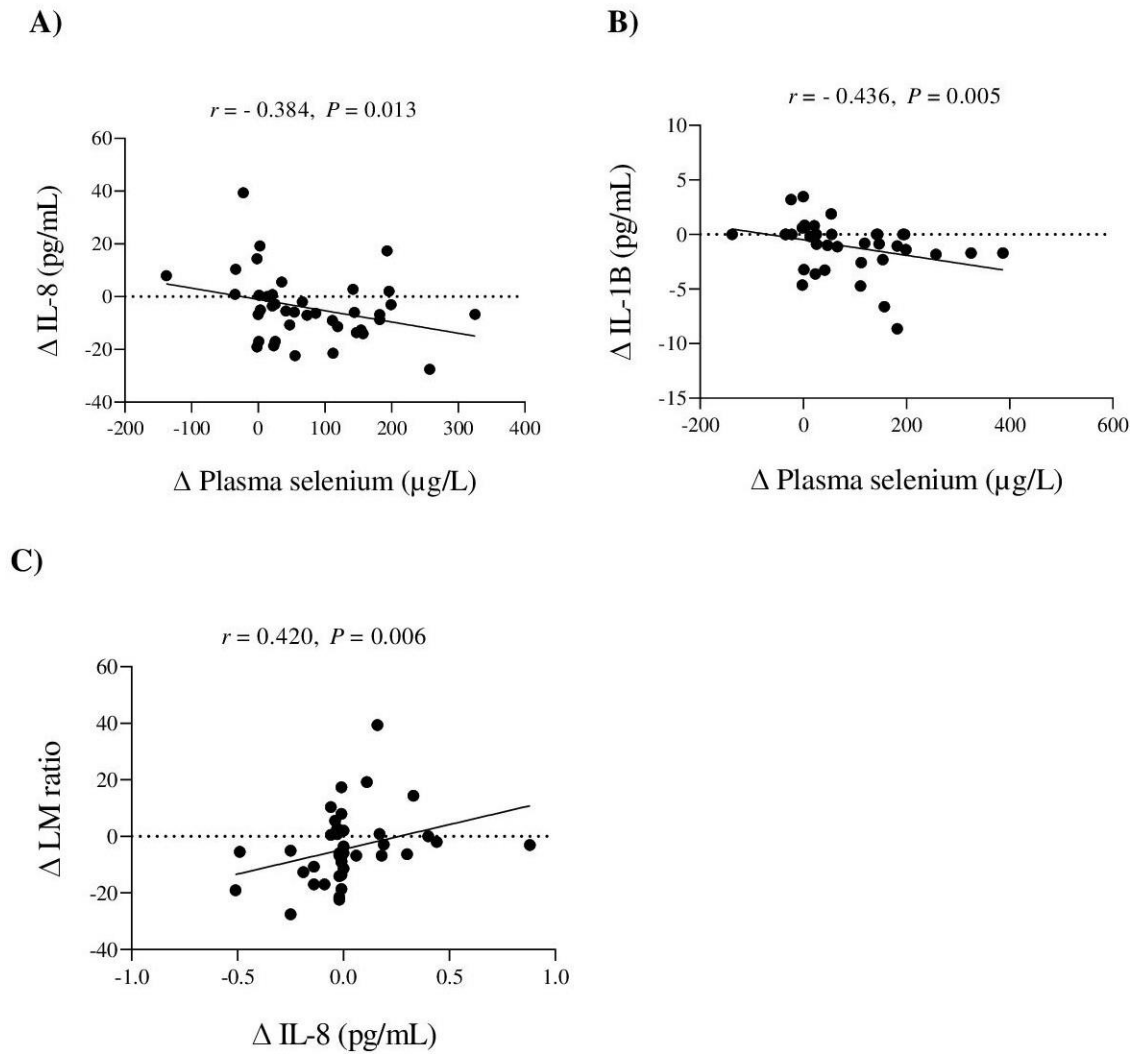 A)
r = - 0.384, P = 0.013
60
40
20
0
-20
-40
-200
-100
0
100
200
300
400
Δ IL-8 (pg/mL)
Δ Plasma selenium (µg/L)
B)
r = - 0.436, P = 0.005
10
5
0
-5
-10
-15
-200
0
200
400
600
Δ IL-1B (pg/mL)
Δ Plasma selenium (µg/L)
C)
r = 0.420, P = 0.006
60
40
20
0
-20
-40
-1.0
-0.5
0.0
0.5
1.0
Δ LM ratio
Δ IL-8 (pg/mL)